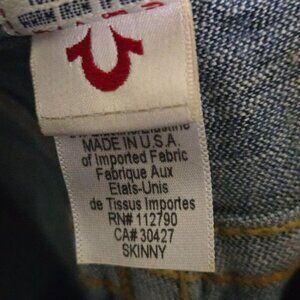 MADE IN U.S.A.
of Imported Fabric
Fabrique Aux
Etats-Unis
de Tissus Importes
RN# 112790
CA# 30427
SKINNY